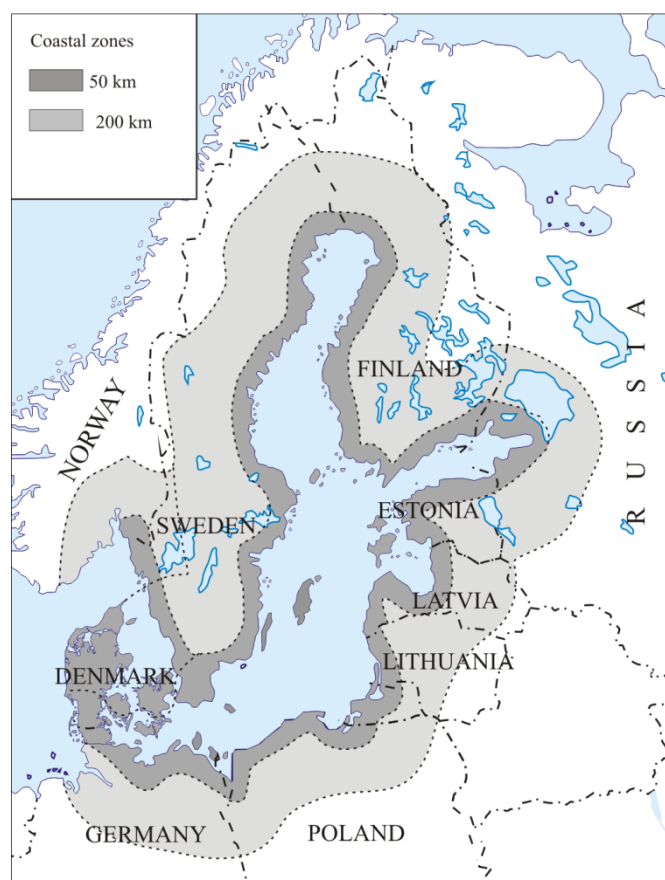 Coastal zones
50 km
200 km
FINLAND
NORWAY
RUSSIA
SWEDEN
ESTONIA
LATVIA
LITHUANIA
DENMARK
GERMANY
POLAND